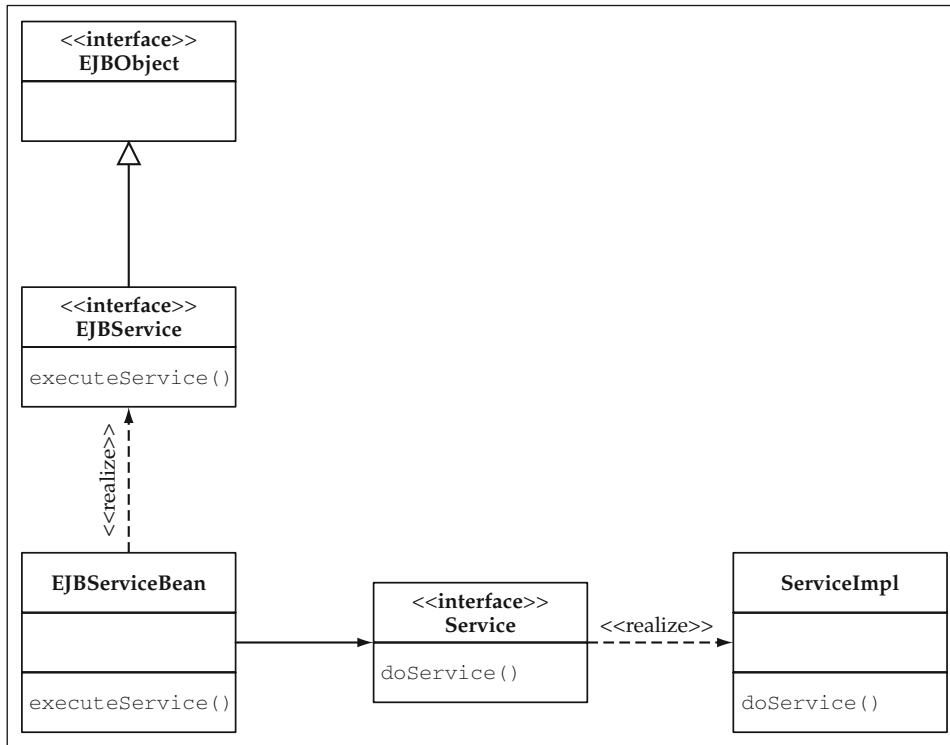 <<interface>>
EJBObject
<<interface>>
EJBService
executeService()
<<realize>>
EJBServiceBean
executeService()
<<interface>>
Service
doService()
<<realize>>
ServiceImpl
doService()